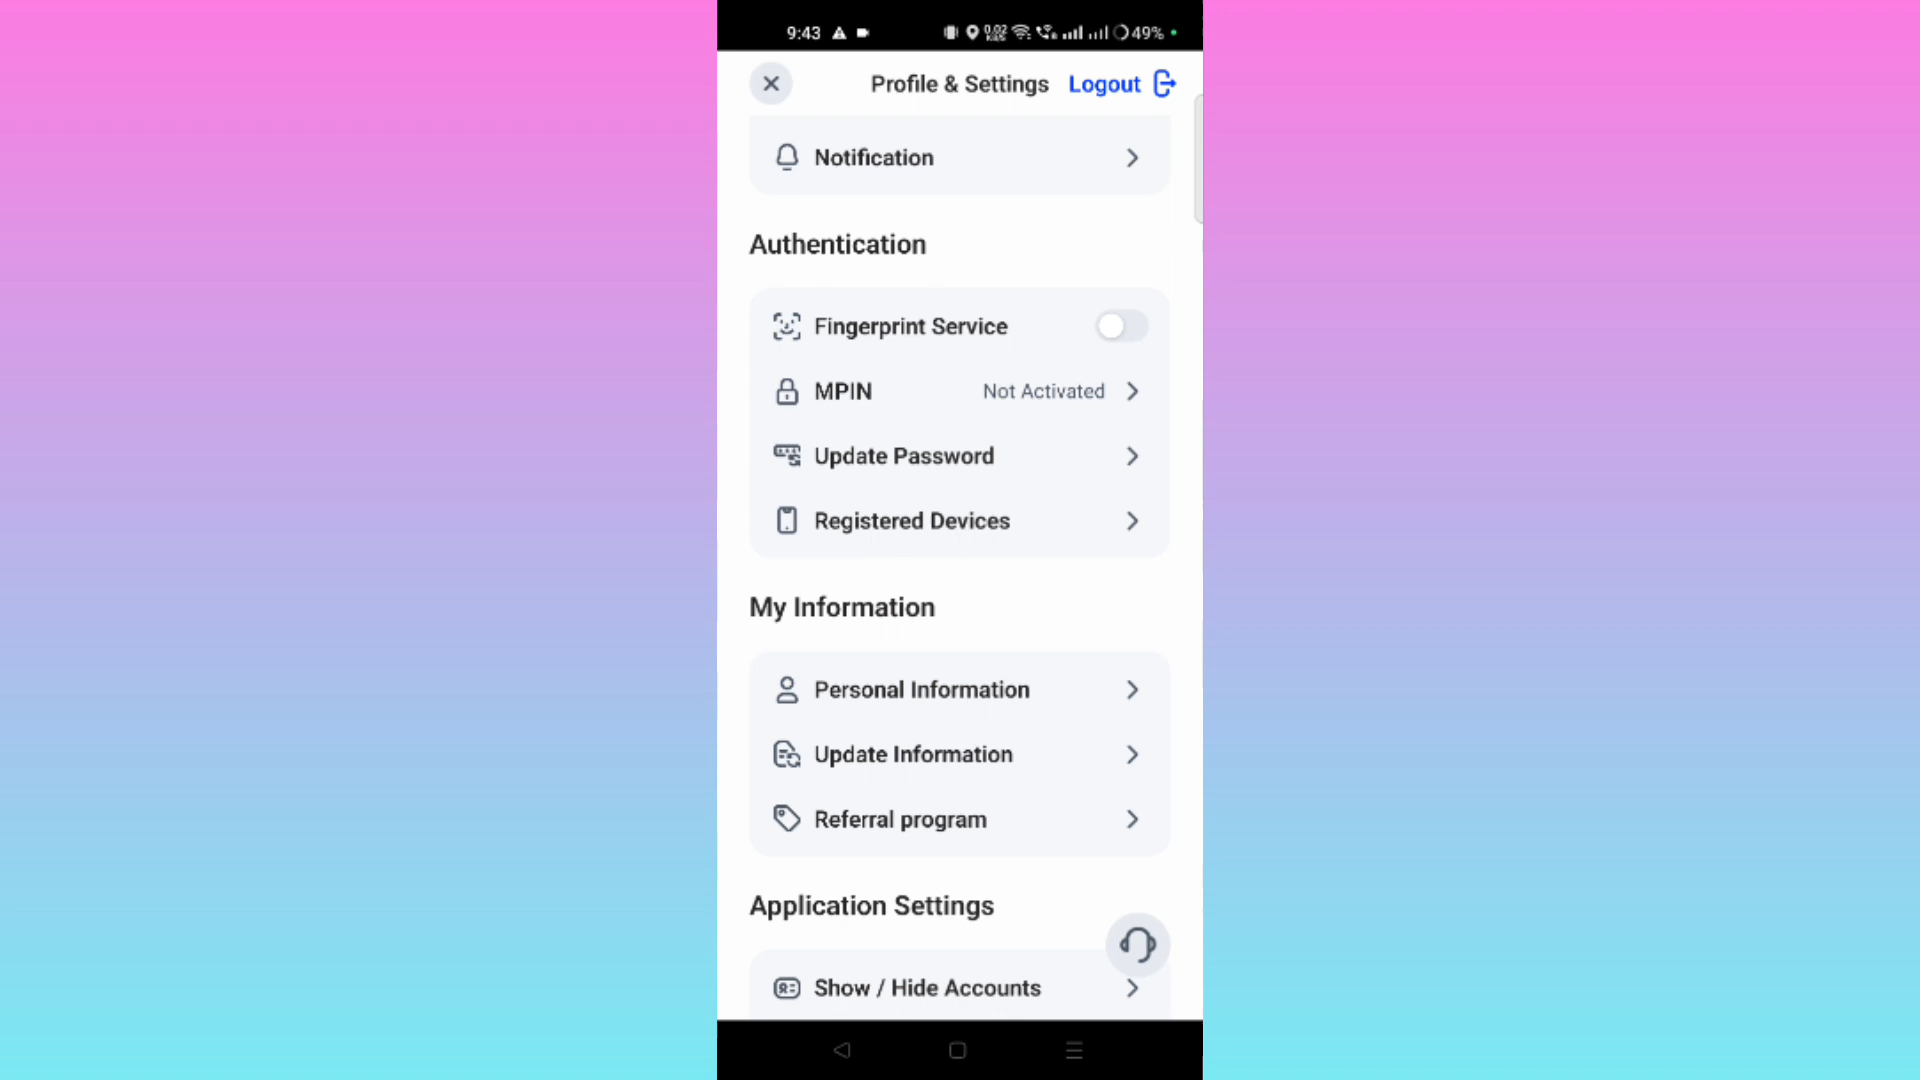 9:43 49%
Profile & Settings Logout
Notification
Authentication
Fingerprint Service
MPIN Not Activated
Update Password
Registered Devices
My Information
Personal Information
Update Information
Referral program
Application Settings
Show / Hide Accounts